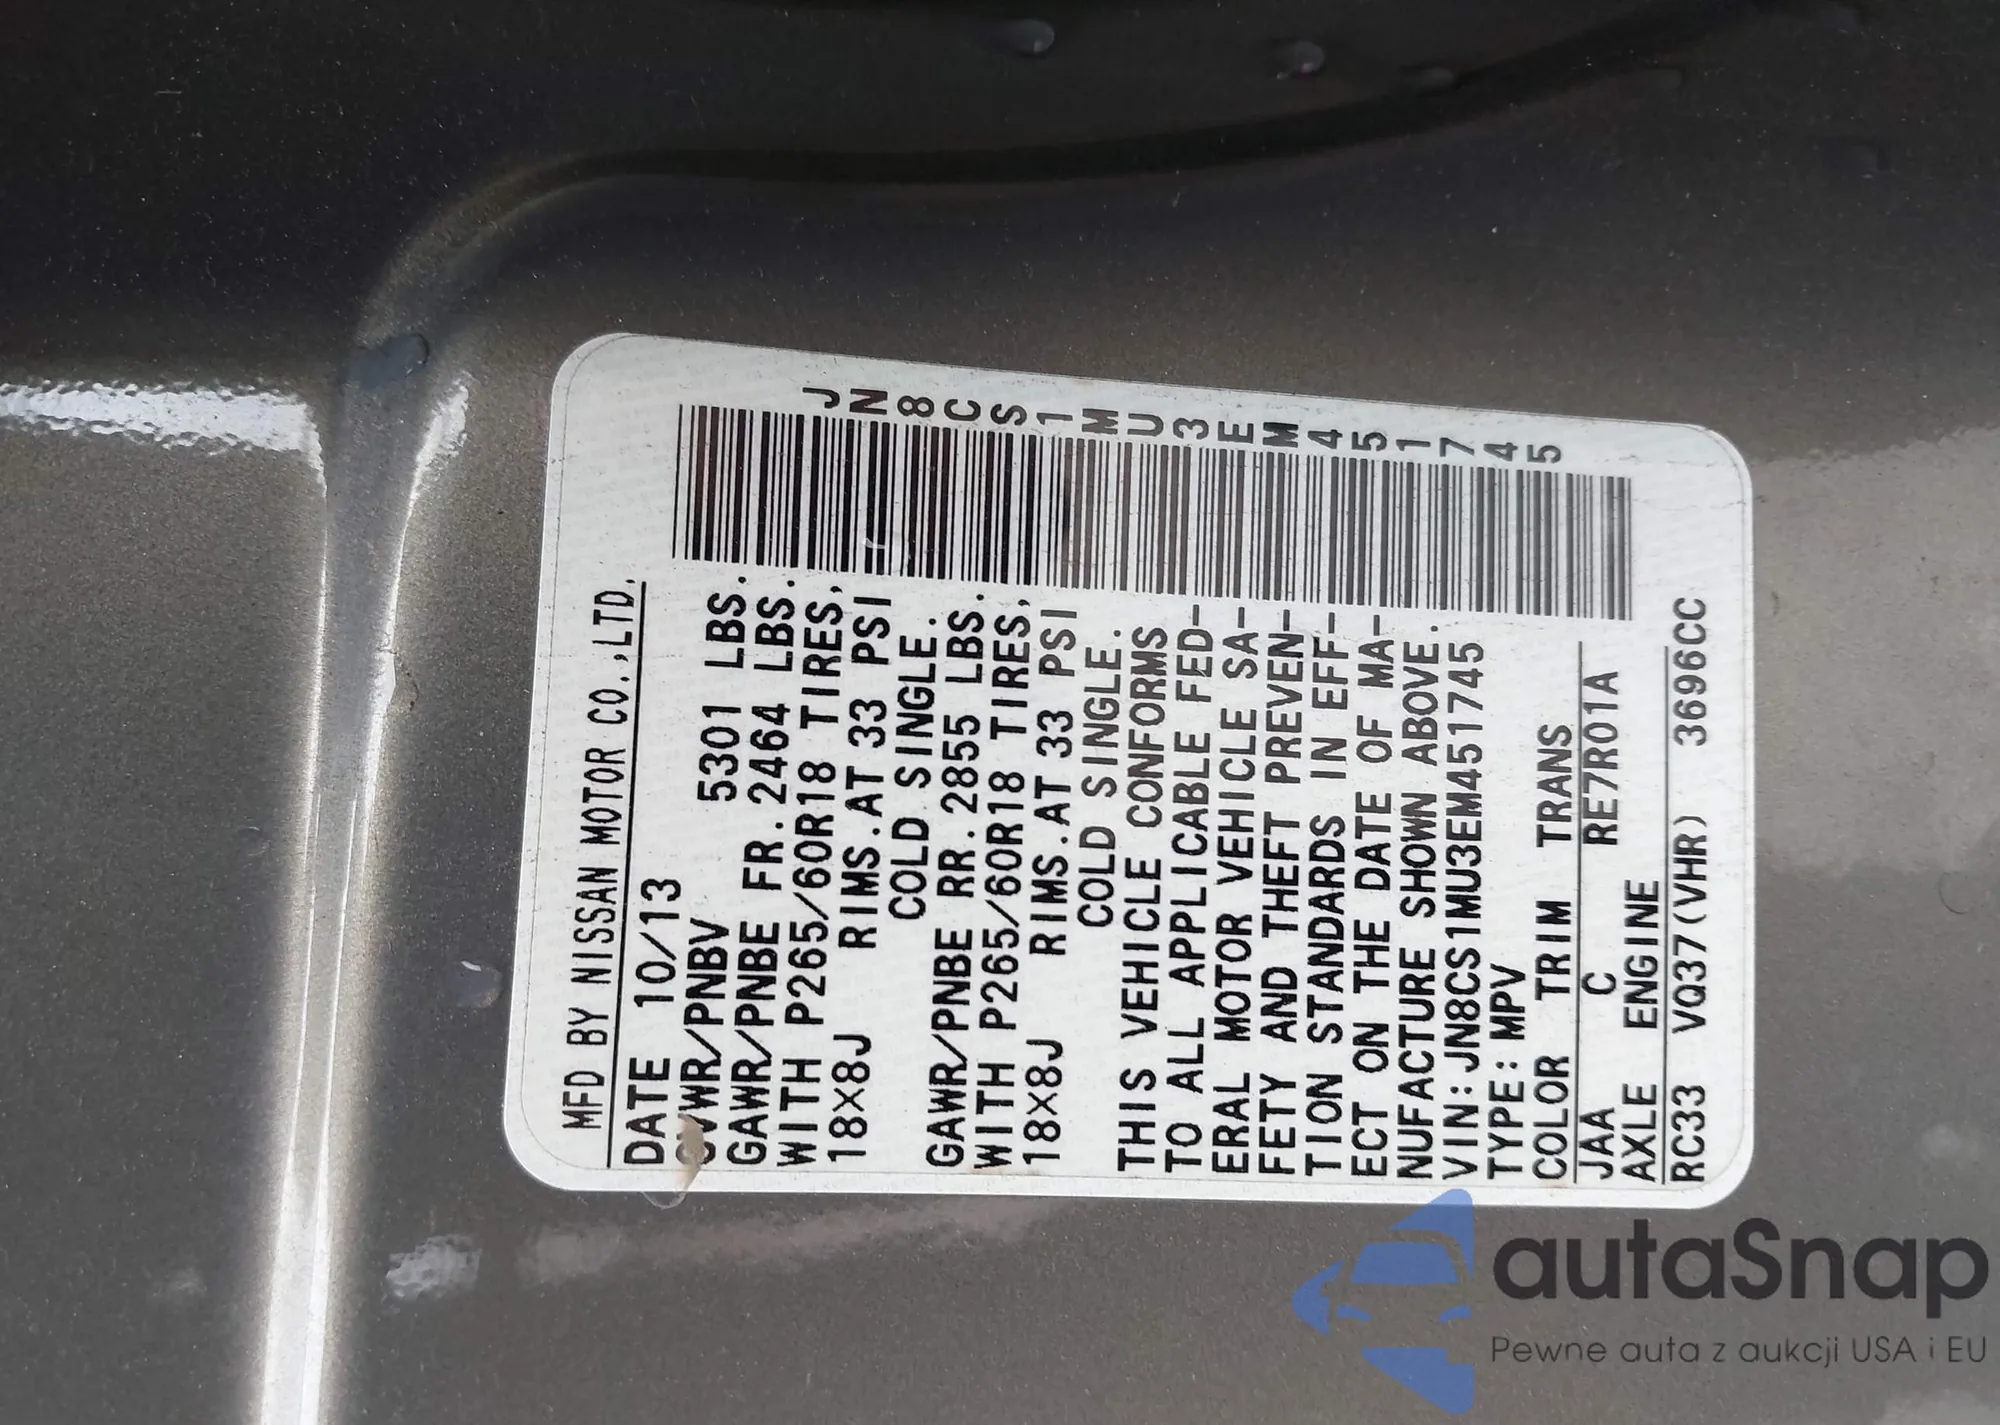 MFD BY NISSAN MOTOR CO.,LTD.
DATE 10/13
GVWR/PNBV 5301 LBS.
GAWR/PNBE FR. 2464 LBS.
WITH P265/60R18 TIRES,
18×8J RIMS.AT 33 PSI
COLD SINGLE.
GAWR/PNBE RR. 2855 LBS.
WITH P265/60R18 TIRES,
18×8J RIMS.AT 33 PSI
COLD SINGLE.
THIS VEHICLE CONFORMS
TO ALL APPLICABLE FED-
ERAL MOTOR VEHICLE SA-
FETY AND THEFT PREVEN-
TION STANDARDS IN EFF-
ECT ON THE DATE OF MA-
NUFACTURE SHOWN ABOVE.
VIN:JN8CS1MU3EM451745
TYPE:MPV
COLOR TRIM TRANS
JAA C RE7R01A
AXLE ENGINE
RC33 VQ37(VHR) 3696CC
JN8CS1MU3EM451745
autaSnap
Pewne auta z aukcji USA i EU